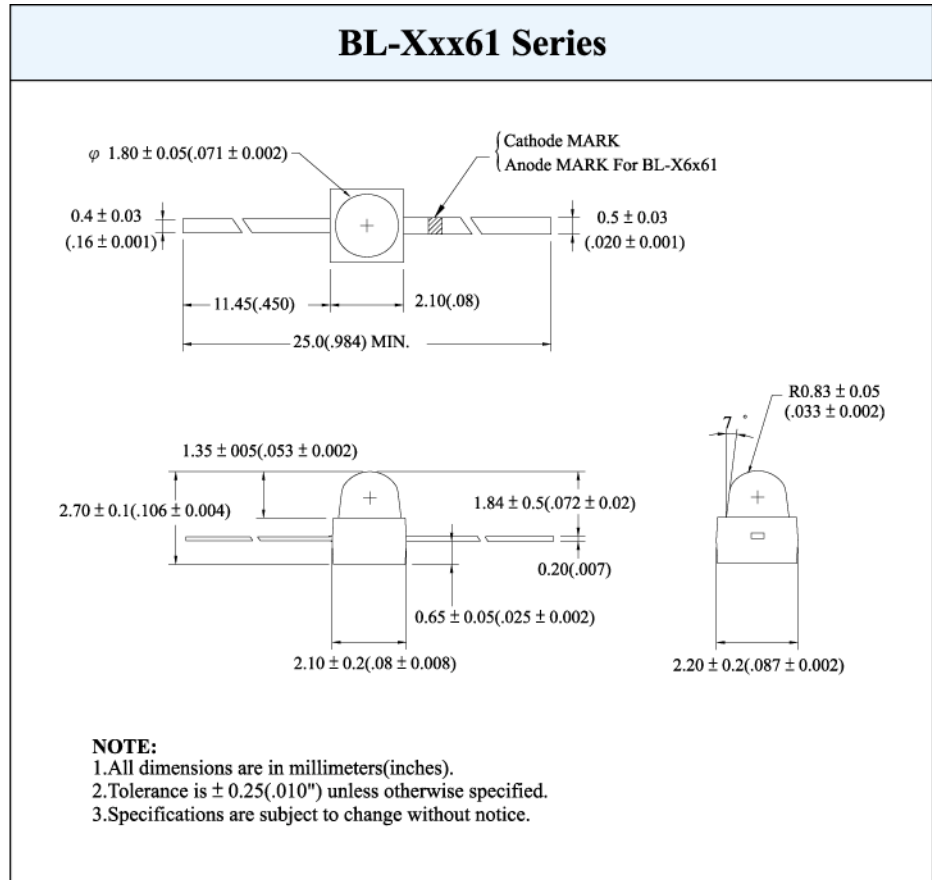 BL-Xxx61 Series
φ 1.80 ± 0.05(.071 ± 0.002)
Cathode MARK
Anode MARK For BL-X6x61
0.4 ± 0.03
(.16 ± 0.001)
0.5 ± 0.03
(.020 ± 0.001)
11.45(.450)
2.10(.08)
25.0(.984) MIN.
R0.83 ± 0.05
(.033 ± 0.002)
7 °
1.35 ± 005(.053 ± 0.002)
2.70 ± 0.1(.106 ± 0.004)
1.84 ± 0.5(.072 ± 0.02)
0.20(.007)
0.65 ± 0.05(.025 ± 0.002)
2.10 ± 0.2(.08 ± 0.008)
2.20 ± 0.2(.087 ± 0.002)
NOTE:
1.All dimensions are in millimeters(inches).
2.Tolerance is ± 0.25(.010") unless otherwise specified.
3.Specifications are subject to change without notice.